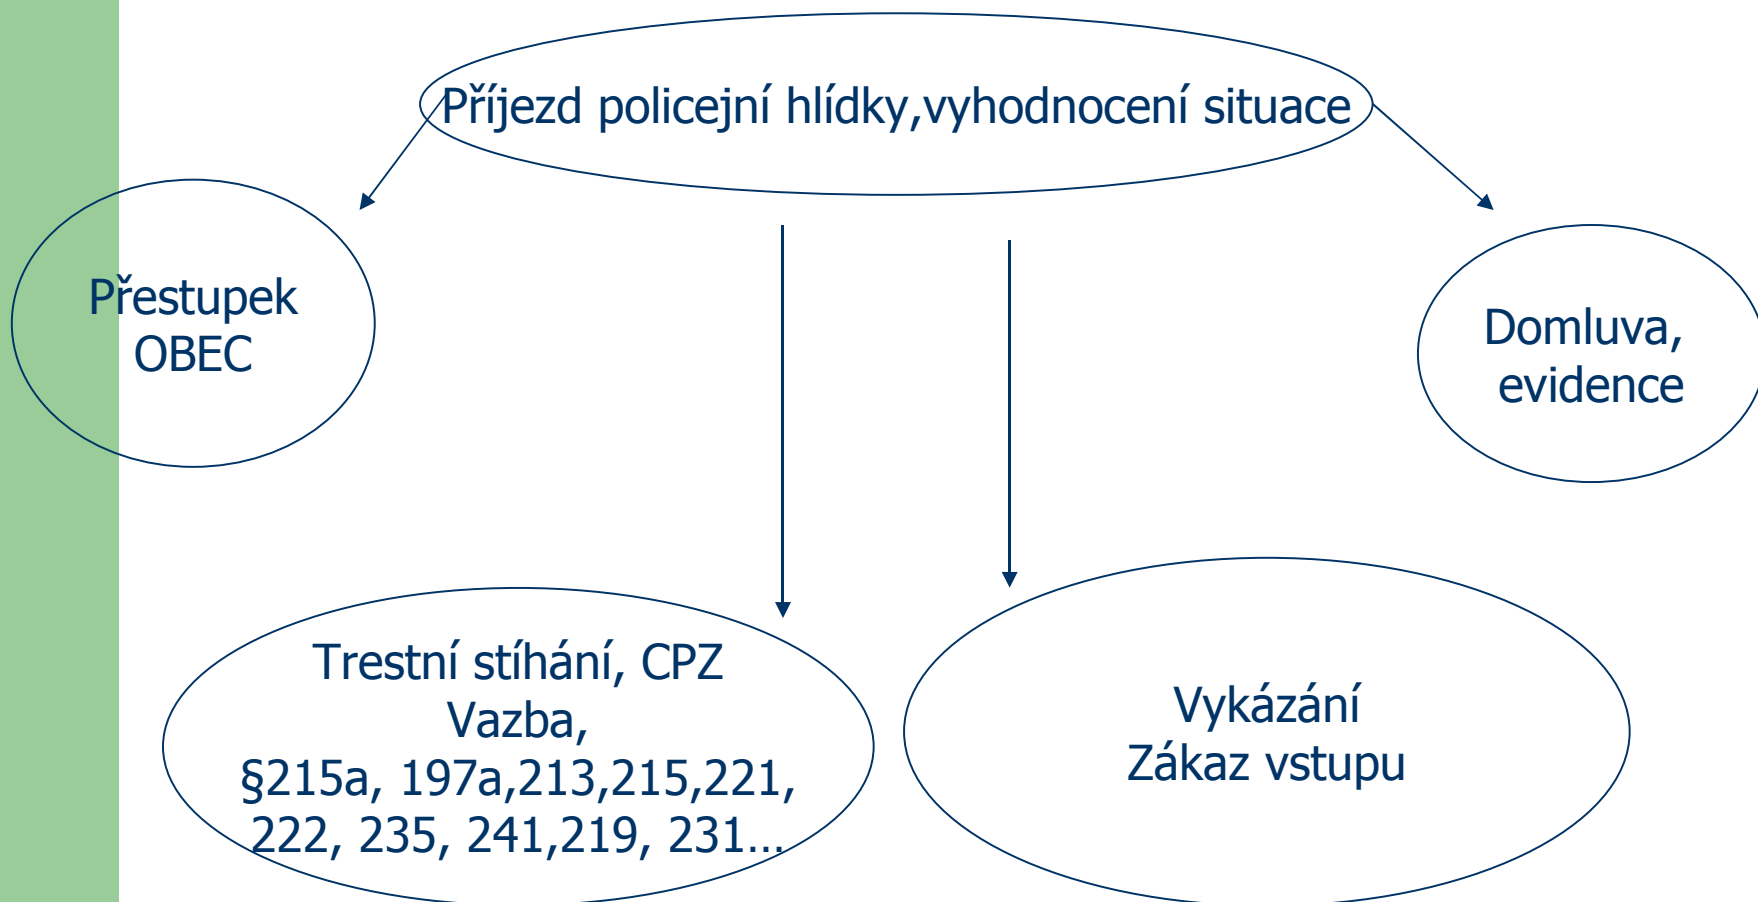 Příjezd policejní hlídky,vyhodnocení situace
Přestupek
OBEC
Domluva,
evidence
Trestní stíhání, CPZ
Vazba,
§215a, 197a,213,215,221,
222, 235, 241,219, 231…
Vykázání
Zákaz vstupu